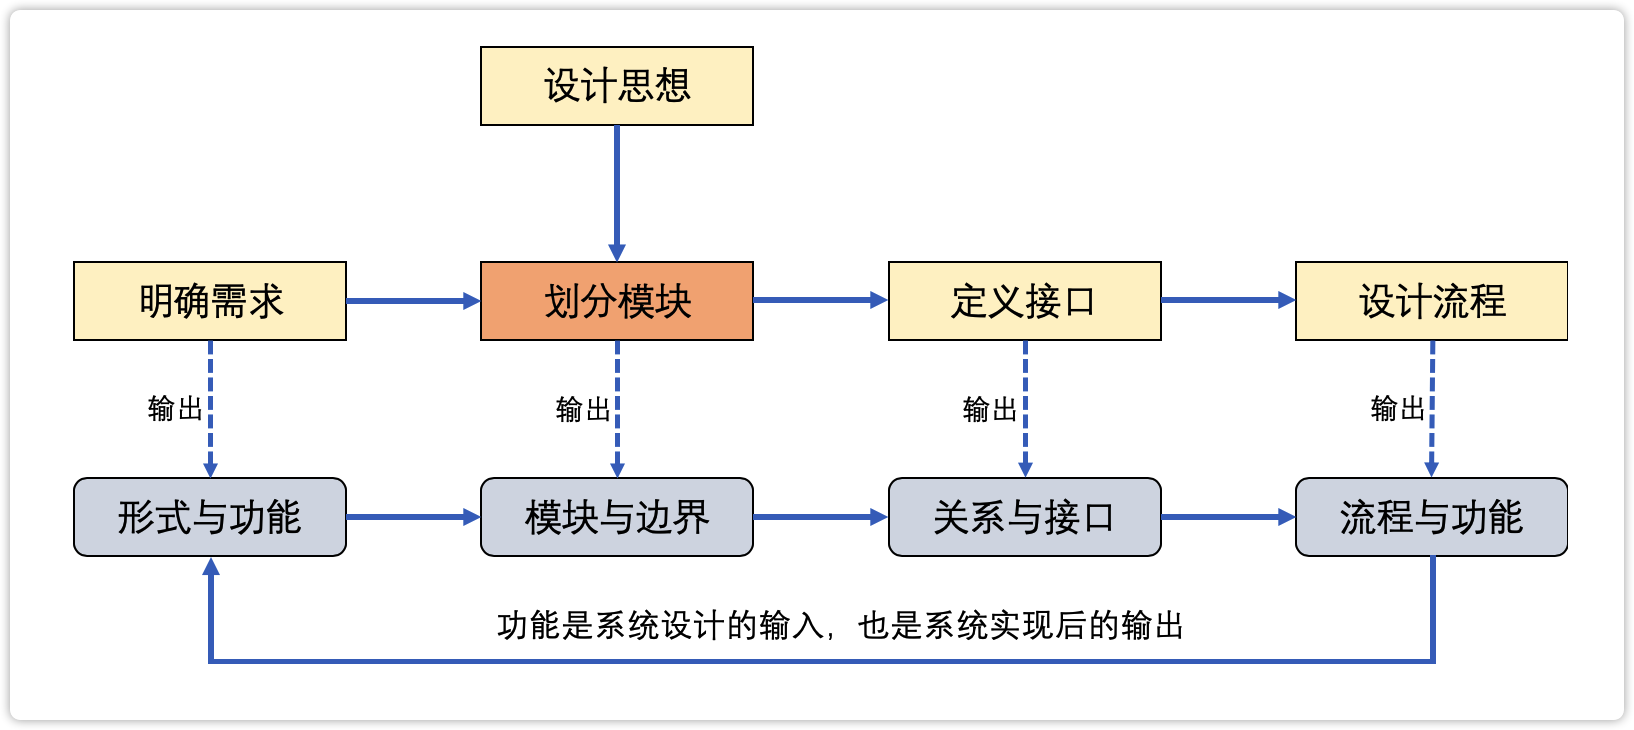 设计思想
明确需求
划分模块
定义接口
设计流程
输出
输出
输出
输出
形式与功能
模块与边界
关系与接口
流程与功能
功能是系统设计的输入，也是系统实现后的输出